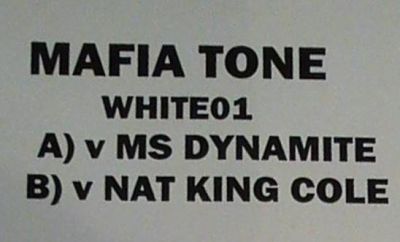 MAFIA TONE
WHITE01
A) v MS DYNAMITE
B) v NAT KING COLE